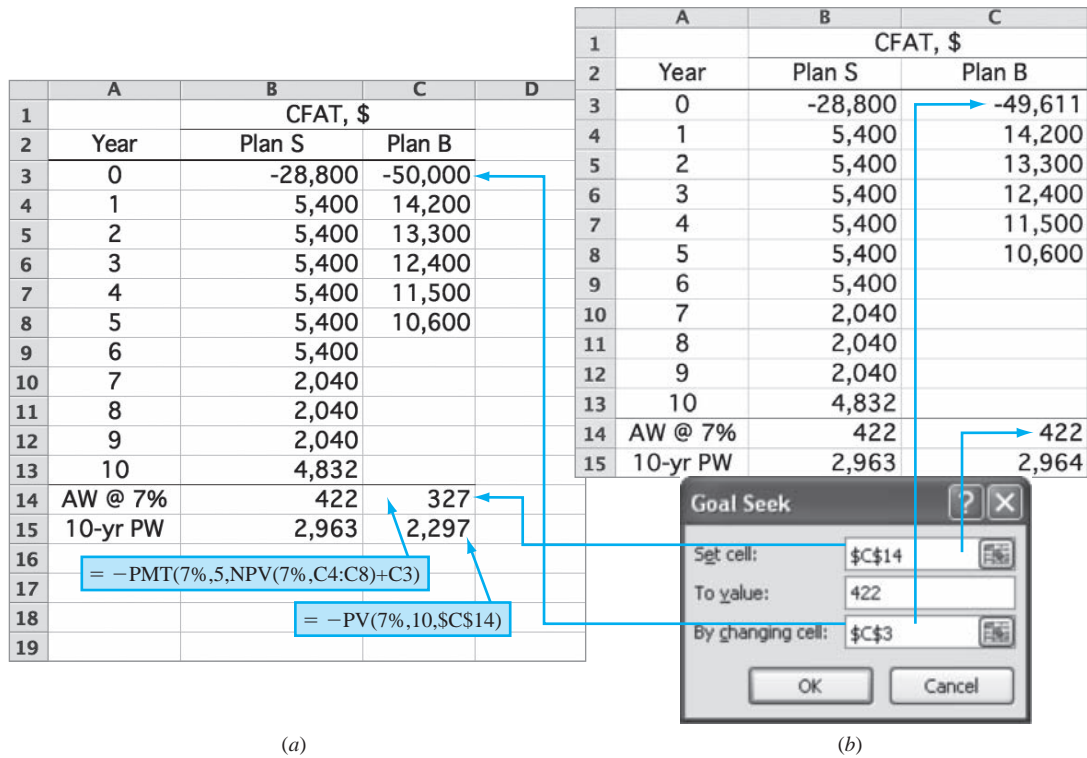 A B C D
1 CFAT, $
2 Year Plan S Plan B
3 0 -28,800 -50,000
4 1 5,400 14,200
5 2 5,400 13,300
6 3 5,400 12,400
7 4 5,400 11,500
8 5 5,400 10,600
9 6 5,400
10 7 2,040
11 8 2,040
12 9 2,040
13 10 4,832
14 AW @ 7% 422 327
15 10-yr PW 2,963 2,297
16
17
18
19
= −PMT(7%,5,NPV(7%,C4:C8)+C3)
= −PV(7%,10,$C$14)
(a)
A B C
1 CFAT, $
2 Year Plan S Plan B
3 0 -28,800 -49,611
4 1 5,400 14,200
5 2 5,400 13,300
6 3 5,400 12,400
7 4 5,400 11,500
8 5 5,400 10,600
9 6 5,400
10 7 2,040
11 8 2,040
12 9 2,040
13 10 4,832
14 AW @ 7% 422 422
15 10-yr PW 2,963 2,964
Goal Seek
Set cell: $C$14
To value: 422
By changing cell: $C$3
OK Cancel
(b)